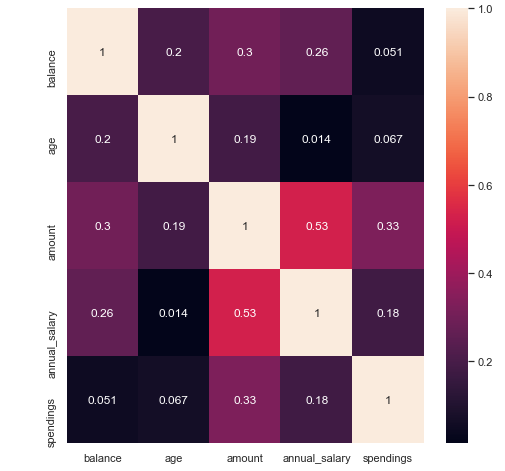 balance 1 0.2 0.3 0.26 0.051
age 0.2 1 0.19 0.014 0.067
amount 0.3 0.19 1 0.53 0.33
annual_salary 0.26 0.014 0.53 1 0.18
spendings 0.051 0.067 0.33 0.18 1
balance age amount annual_salary spendings
1.0
0.8
0.6
0.4
0.2